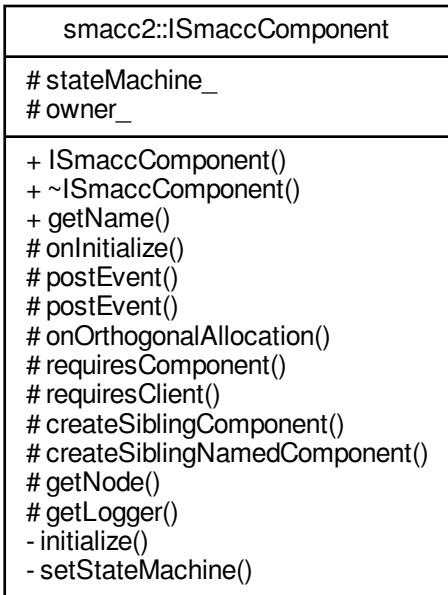 smacc2::ISmaccComponent
# stateMachine_
# owner_
+ ISmaccComponent()
+ ~ISmaccComponent()
+ getName()
# onInitialize()
# postEvent()
# postEvent()
# onOrthogonalAllocation()
# requiresComponent()
# requiresClient()
# createSiblingComponent()
# createSiblingNamedComponent()
# getNode()
# getLogger()
- initialize()
- setStateMachine()